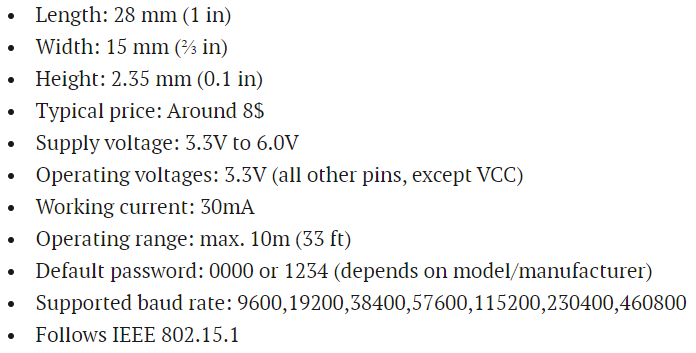 • Length: 28 mm (1 in)
• Width: 15 mm (⅔ in)
• Height: 2.35 mm (0.1 in)
• Typical price: Around 8$
• Supply voltage: 3.3V to 6.0V
• Operating voltages: 3.3V (all other pins, except VCC)
• Working current: 30mA
• Operating range: max. 10m (33 ft)
• Default password: 0000 or 1234 (depends on model/manufacturer)
• Supported baud rate: 9600,19200,38400,57600,115200,230400,460800
• Follows IEEE 802.15.1